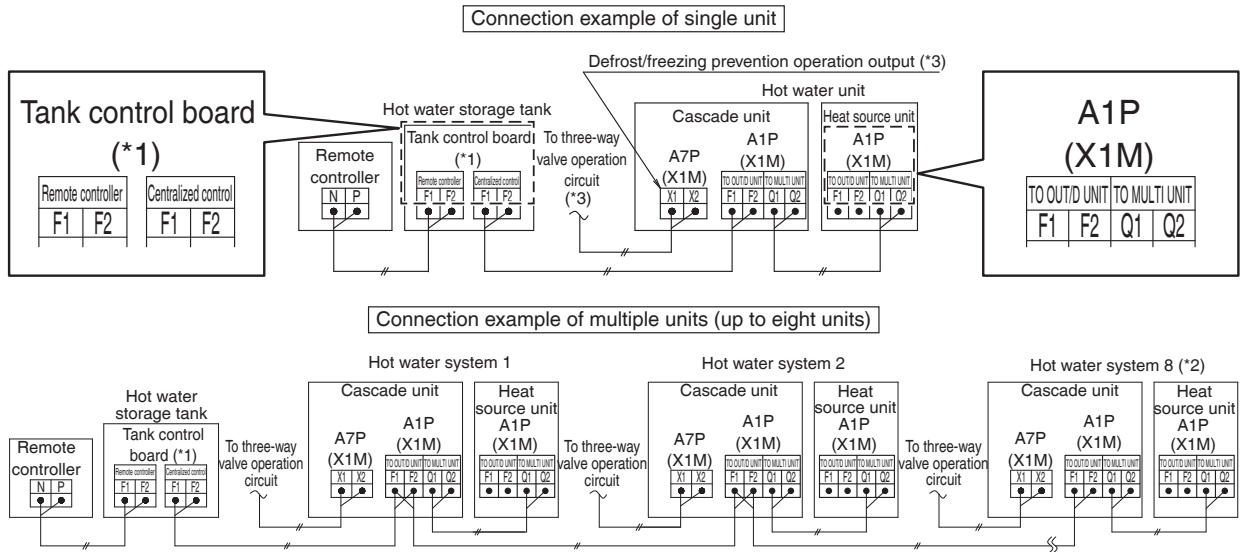 Connection example of single unit
Defrost/freezing prevention operation output (*3)
Hot water unit
Tank control board
(*1)
Remote controller
F1 F2
Centralized control
F1 F2
Hot water storage tank
Remote
controller
N P
Tank control board
(*1)
Remote controller
F1 F2
Centralized control
F1 F2
To three-way
valve operation
circuit
(*3)
Cascade unit
A7P
(X1M)
X1 X2
A1P
(X1M)
TO OUT/D UNIT TO MULTI UNIT
F1 F2 Q1 Q2
Heat source unit
A1P
(X1M)
TO OUT/D UNIT TO MULTI UNIT
F1 F2 Q1 Q2
A1P
(X1M)
TO OUT/D UNIT TO MULTI UNIT
F1 F2 Q1 Q2
Connection example of multiple units (up to eight units)
Remote
controller
N P
Hot water
storage tank
Tank control
board (*1)
Remote controller
F1 F2
Centralized control
F1 F2
To three-way
valve operation
circuit
Hot water system 1
Cascade unit
A7P
(X1M)
X1 X2
A1P
(X1M)
TO OUT/D UNIT TO MULTI UNIT
F1 F2 Q1 Q2
Heat
source unit
A1P
(X1M)
TO OUT/D UNIT TO MULTI UNIT
F1 F2 Q1 Q2
To three-way
valve operation
circuit
Hot water system 2
Cascade unit
A7P
(X1M)
X1 X2
A1P
(X1M)
TO OUT/D UNIT TO MULTI UNIT
F1 F2 Q1 Q2
Heat
source unit
A1P
(X1M)
TO OUT/D UNIT TO MULTI UNIT
F1 F2 Q1 Q2
To three-way
valve operation
circuit
Hot water system 8 (*2)
Cascade unit
A7P
(X1M)
X1 X2
A1P
(X1M)
TO OUT/D UNIT TO MULTI UNIT
F1 F2 Q1 Q2
Heat
source unit
A1P
(X1M)
TO OUT/D UNIT TO MULTI UNIT
F1 F2 Q1 Q2